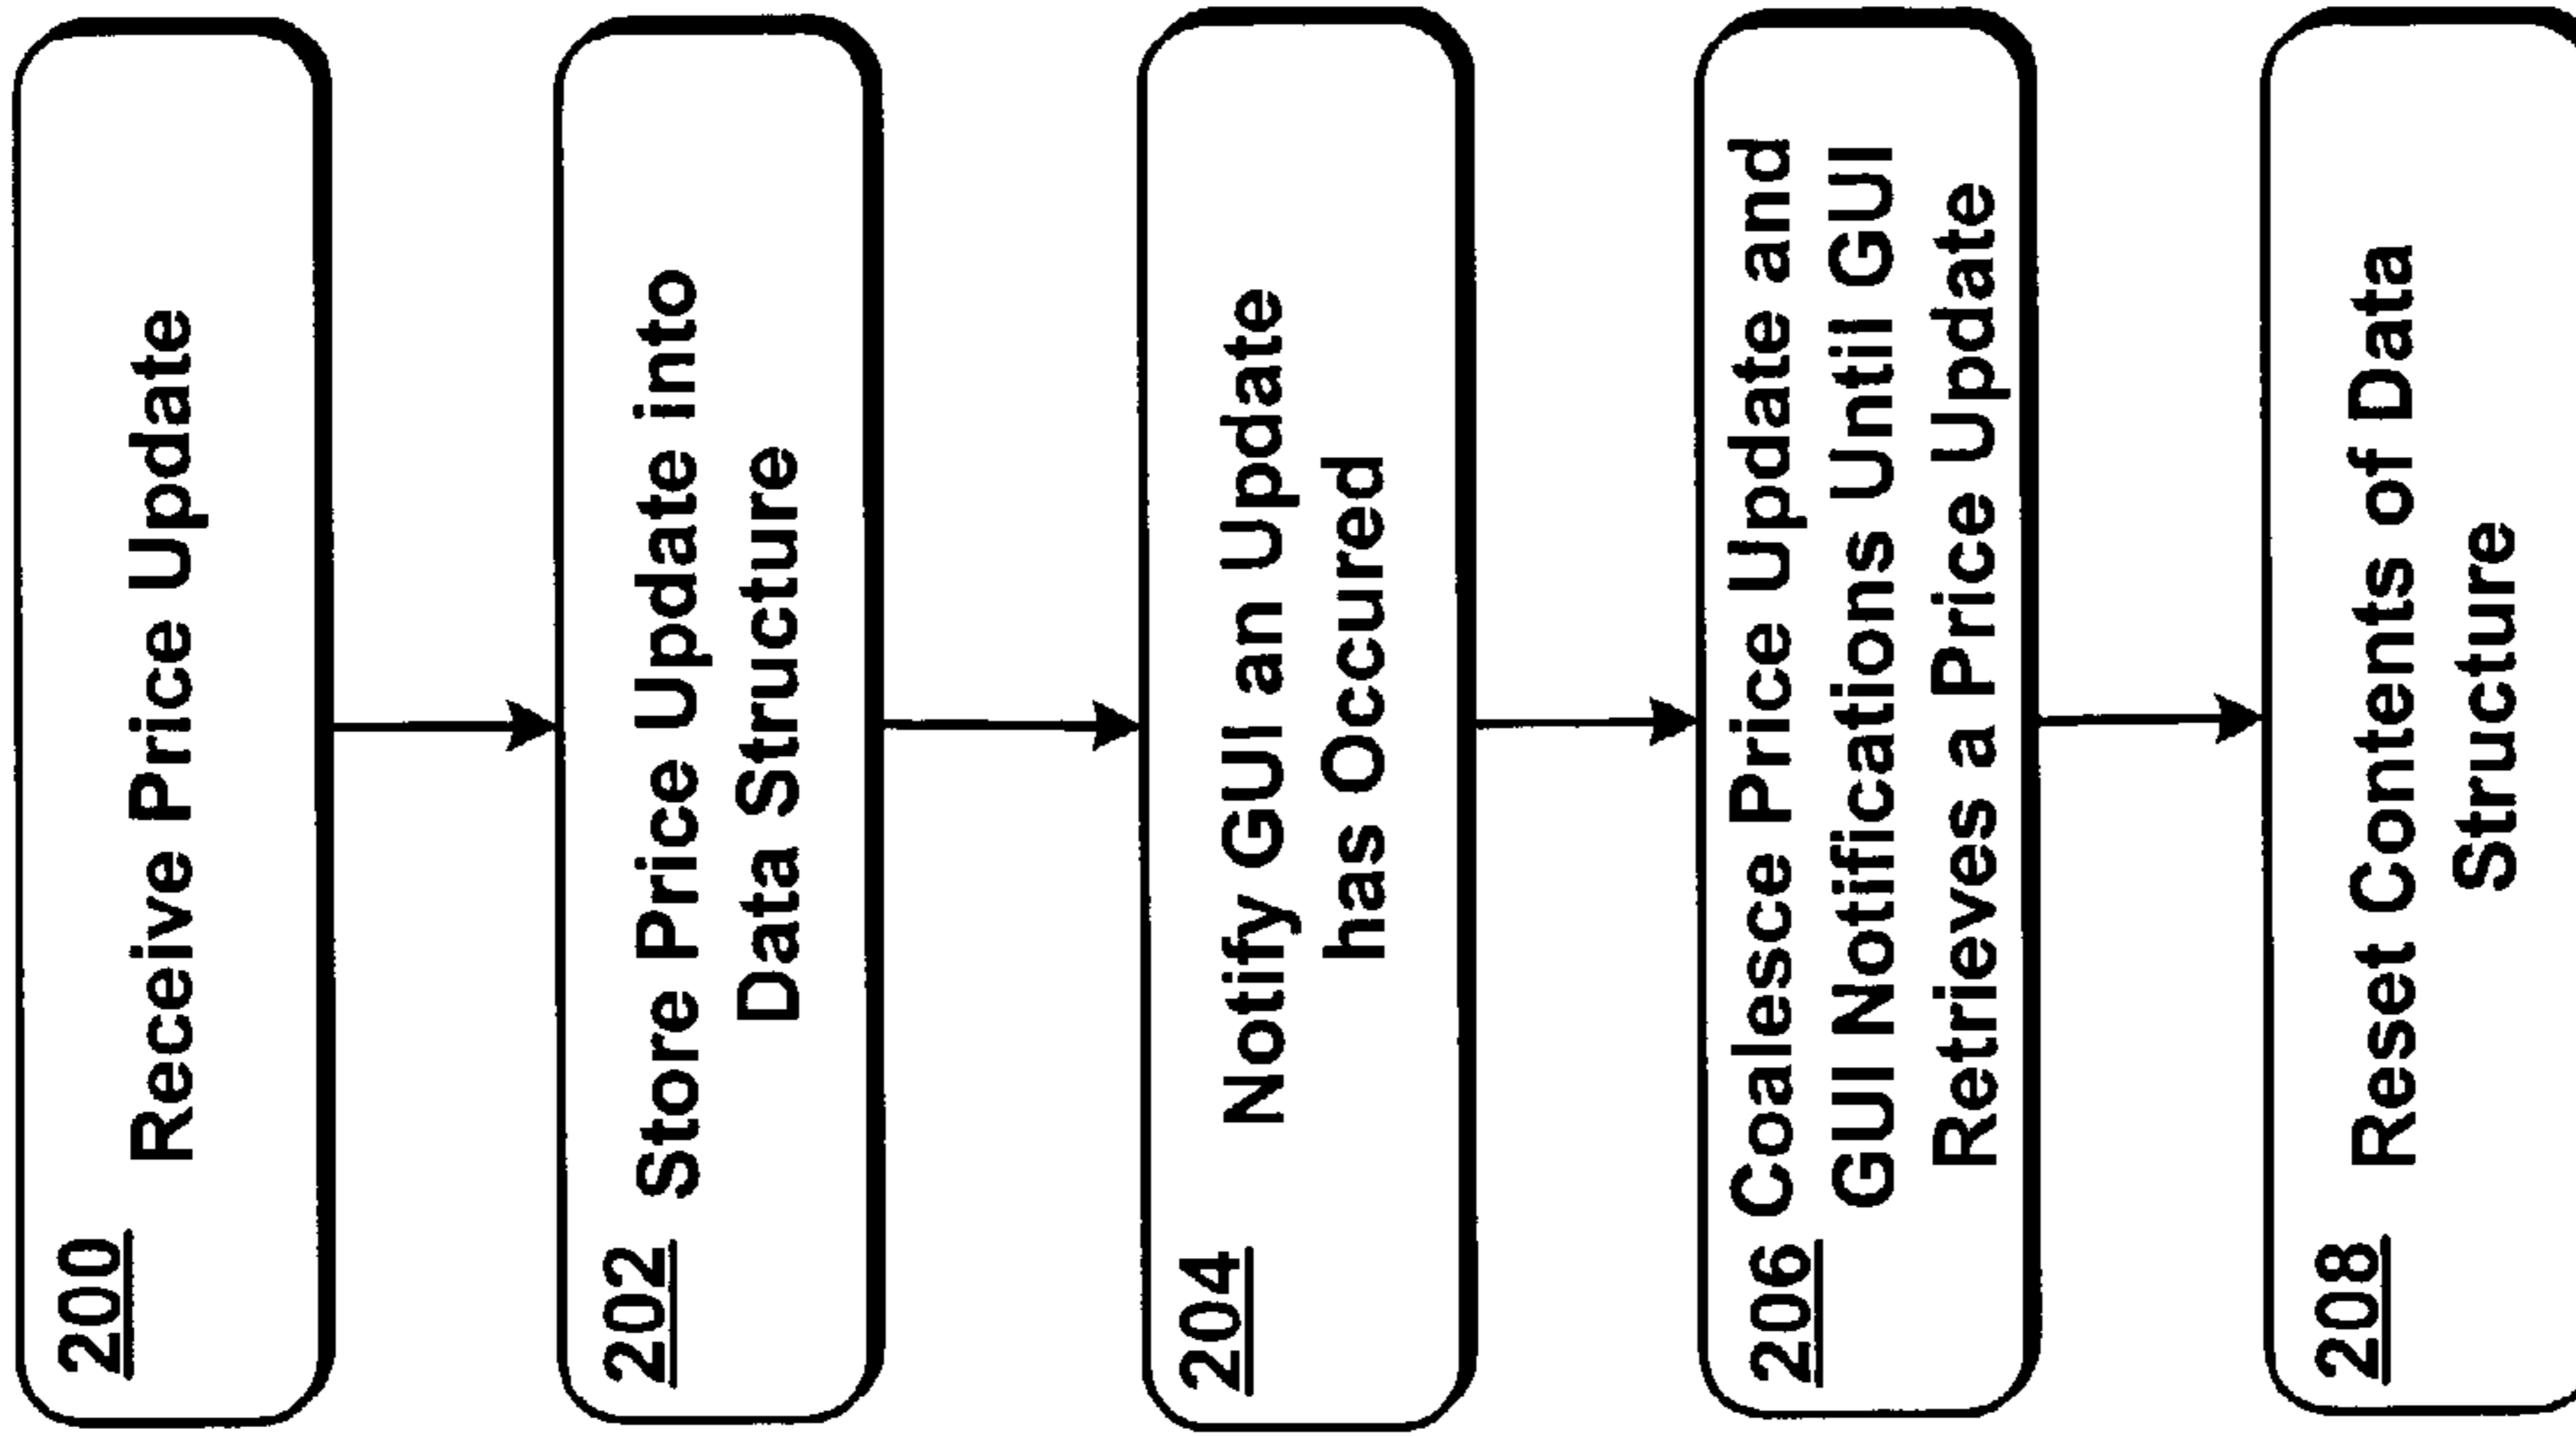 200
Receive Price Update
202
Store Price Update into
Data Structure
204
Notify GUI an Update
has Occured
206
Coalesce Price Update and
GUI Notifications Until GUI
Retrieves a Price Update
208
Reset Contents of Data
Structure